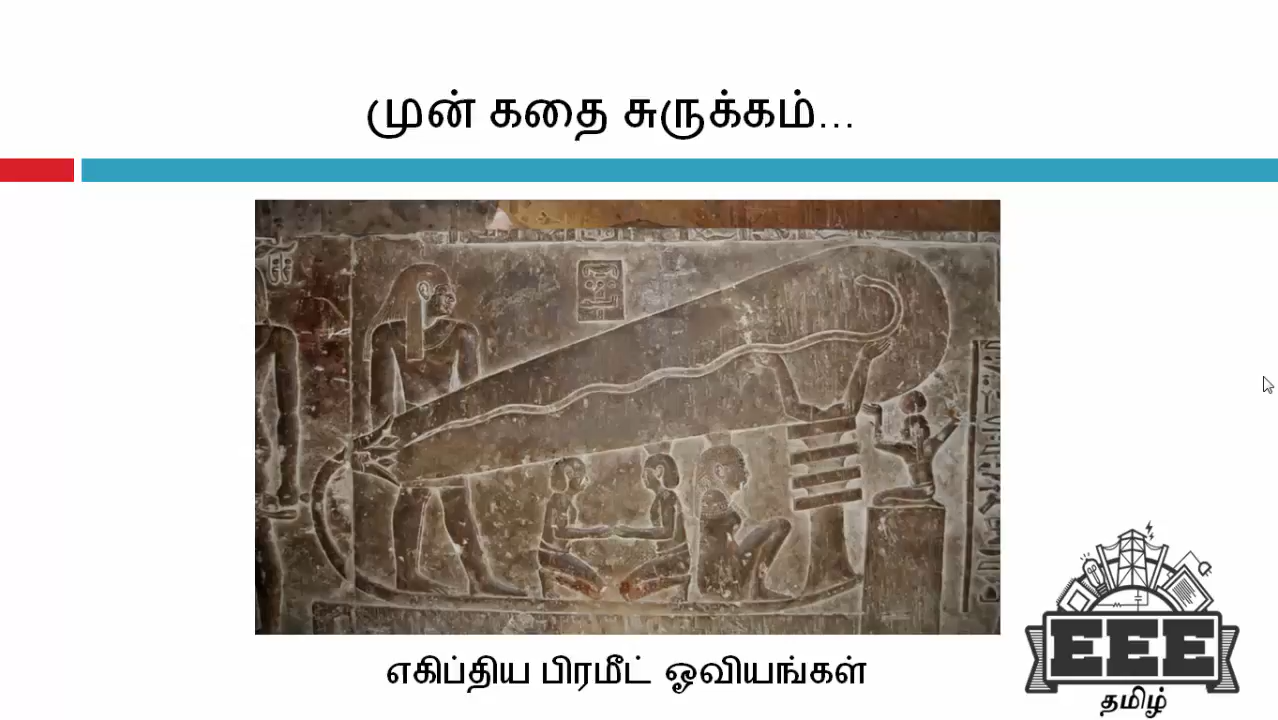 முன் கதை சுருக்கம்...
எகிப்திய பிரமீட் ஓவியங்கள்
EEE
தமிழ்